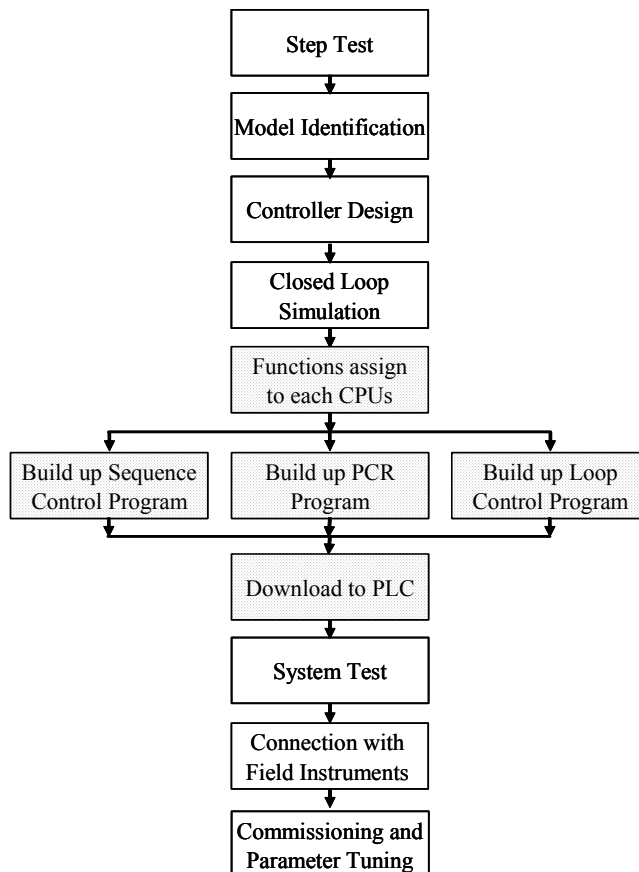 Step Test
Model Identification
Controller Design
Closed Loop
Simulation
Functions assign
to each CPUs
Build up Sequence
Control Program
Build up PCR
Program
Build up Loop
Control Program
Download to PLC
System Test
Connection with
Field Instruments
Commissioning and
Parameter Tuning